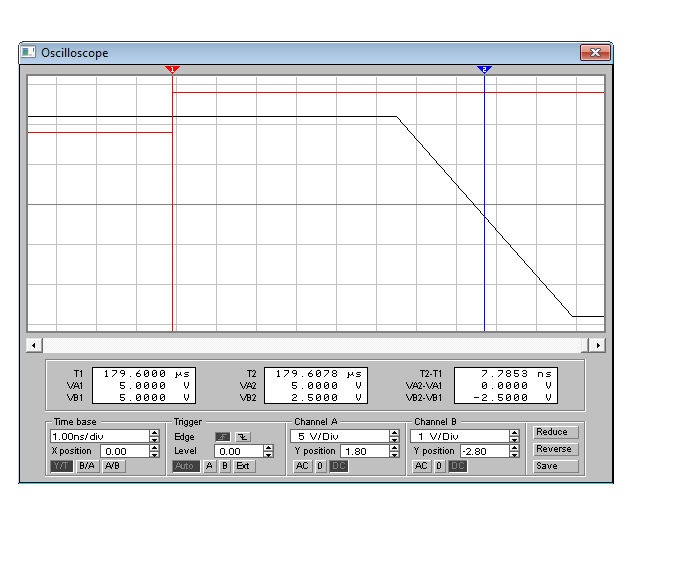 Oscilloscope
1 2
T1 179.6000 µs T2 179.6078 µs T2-T1 7.7853 ns
VA1 5.0000 V VA2 5.0000 V VA2-VA1 0.0000 V
VB1 5.0000 V VB2 2.5000 V VB2-VB1 -2.5000 V
Time base Trigger Channel A Channel B
1.00ns/div Edge 5 V/Div 1 V/Div Reduce
X position 0.00 Level 0.00 Y position 1.80 Y position -2.80 Reverse
Y/T B/A A/B Auto A B Ext AC 0 DC AC 0 DC Save